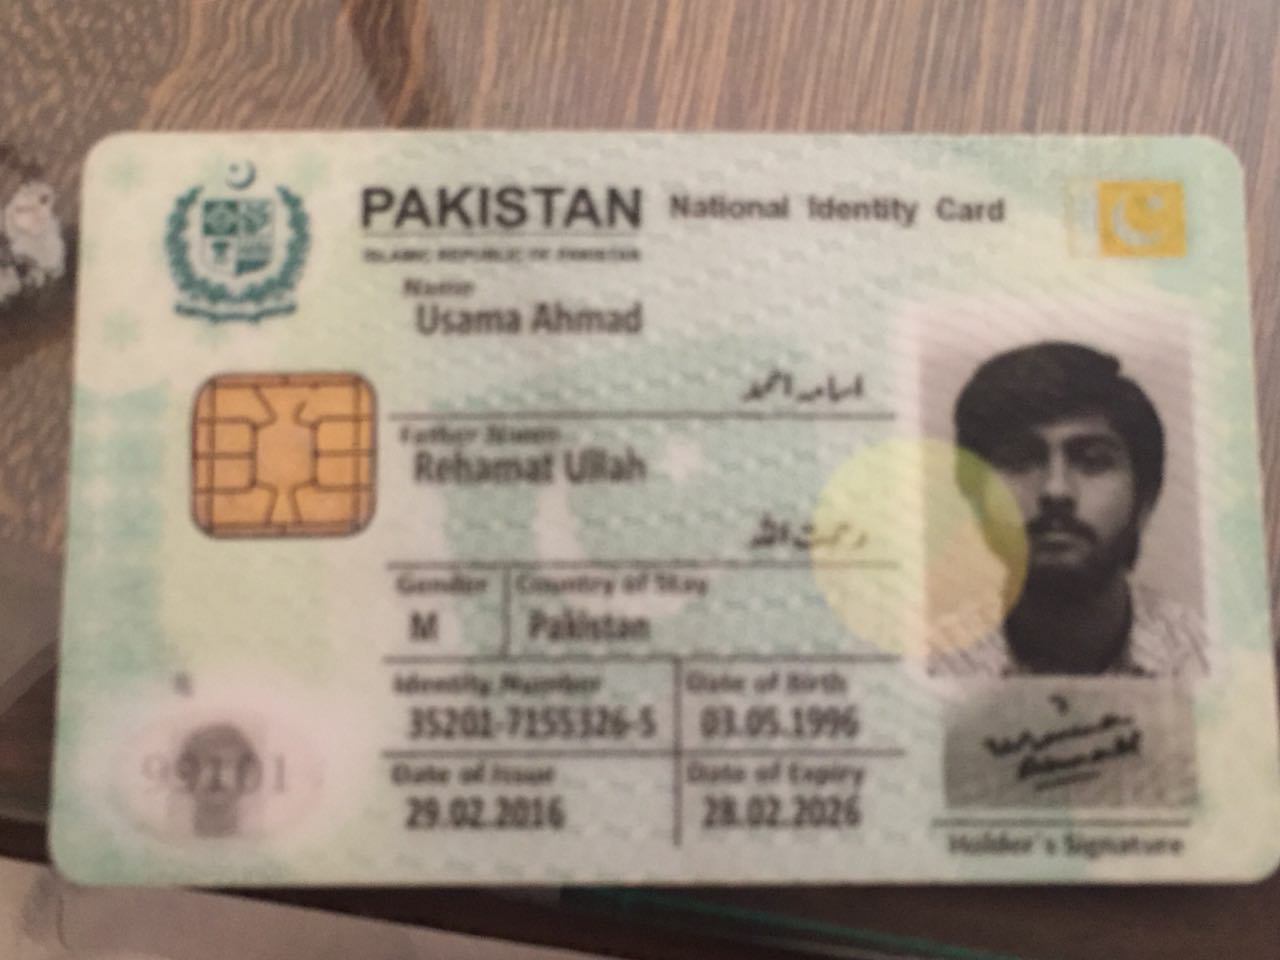 PAKISTAN National Identity Card
ISLAMIC REPUBLIC OF PAKISTAN
Name
Usama Ahmad
اسامہ احمد
Father Name
Rehamat Ullah
رحمت اللہ
Gender Country of Stay
M Pakistan
Identity Number Date of Birth
35201-7155326-5 03.05.1996
Date of Issue Date of Expiry
29.02.2016 28.02.2026
Holder's Signature